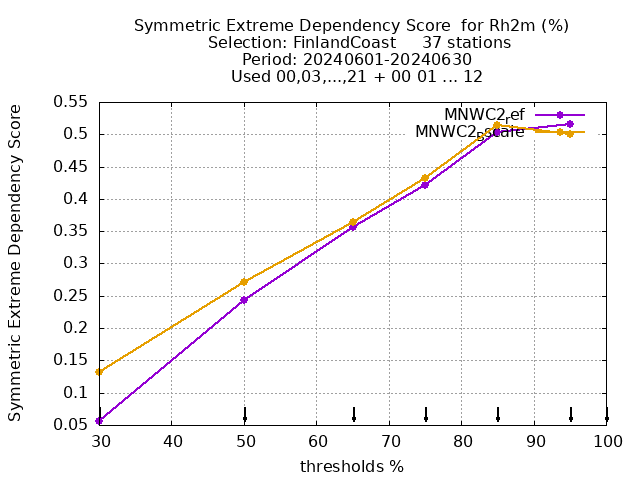 Symmetric Extreme Dependency Score  for Rh2m (%)
Selection: FinlandCoast     37 stations
Period: 20240601-20240630
Used 00,03,...,21 + 00 01 ... 12
Symmetric Extreme Dependency Score
0.55
0.5
0.45
0.4
0.35
0.3
0.25
0.2
0.15
0.1
0.05
MNWC2ref
30
40
50
60
70
80
90
100
thresholds %